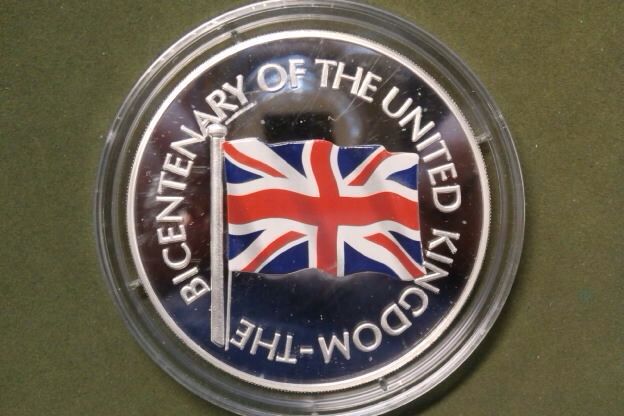 THE BICENTENARY OF THE UNITED KINGDOM -